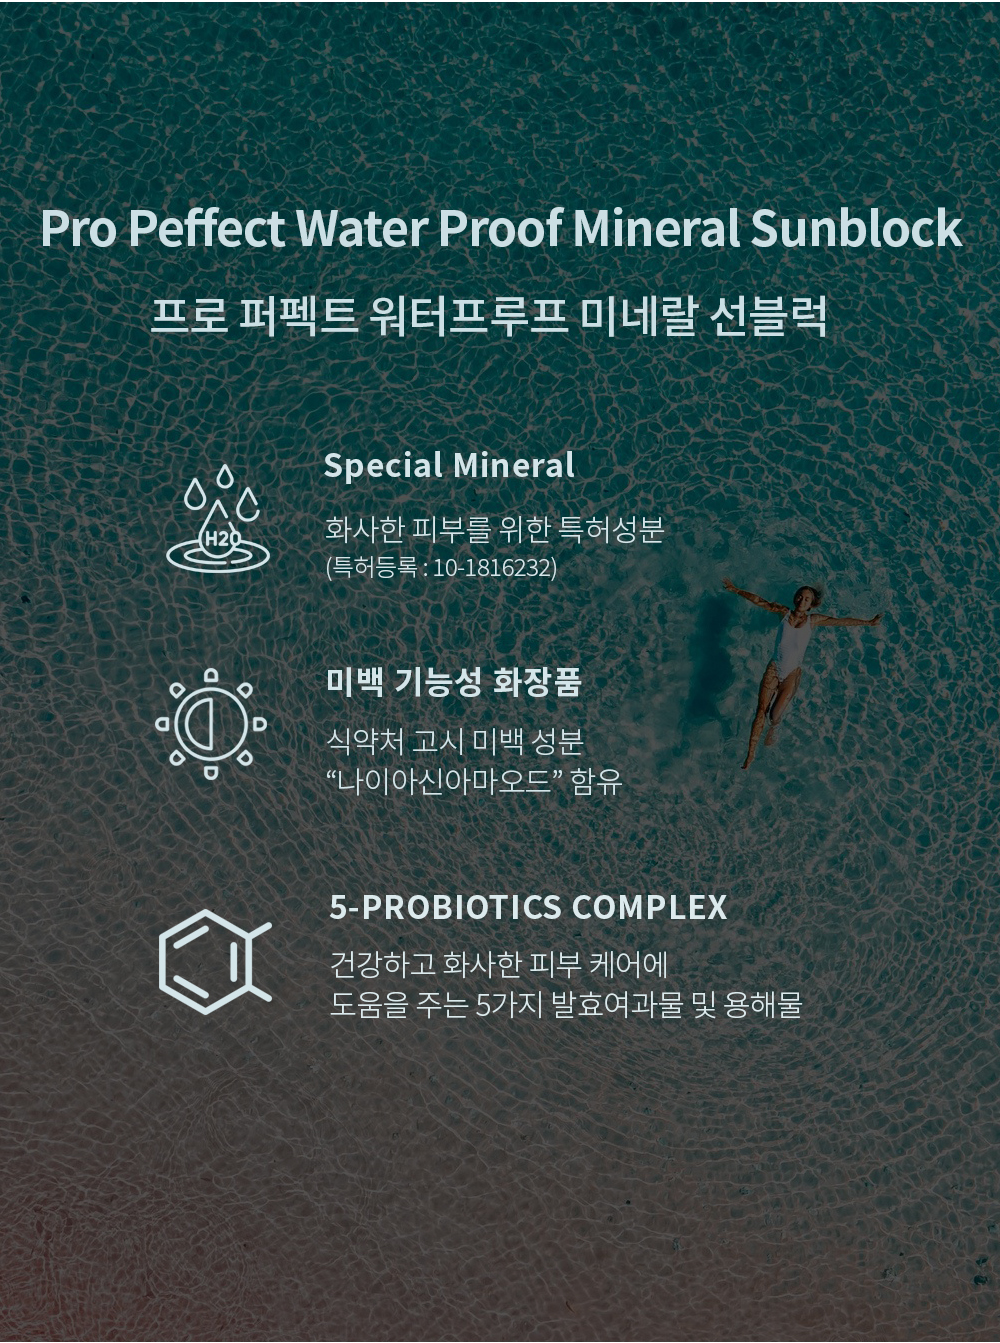 Pro Peffect Water Proof Mineral Sunblock
프로 퍼펙트 워터프루프 미네랄 선블럭
Special Mineral
H2O
화사한 피부를 위한 특허성분
(특허등록 : 10-1816232)
미백 기능성 화장품
식약처 고시 미백 성분
“나이아신아마오드” 함유
5-PROBIOTICS COMPLEX
건강하고 화사한 피부 케어에
도움을 주는 5가지 발효여과물 및 용해물